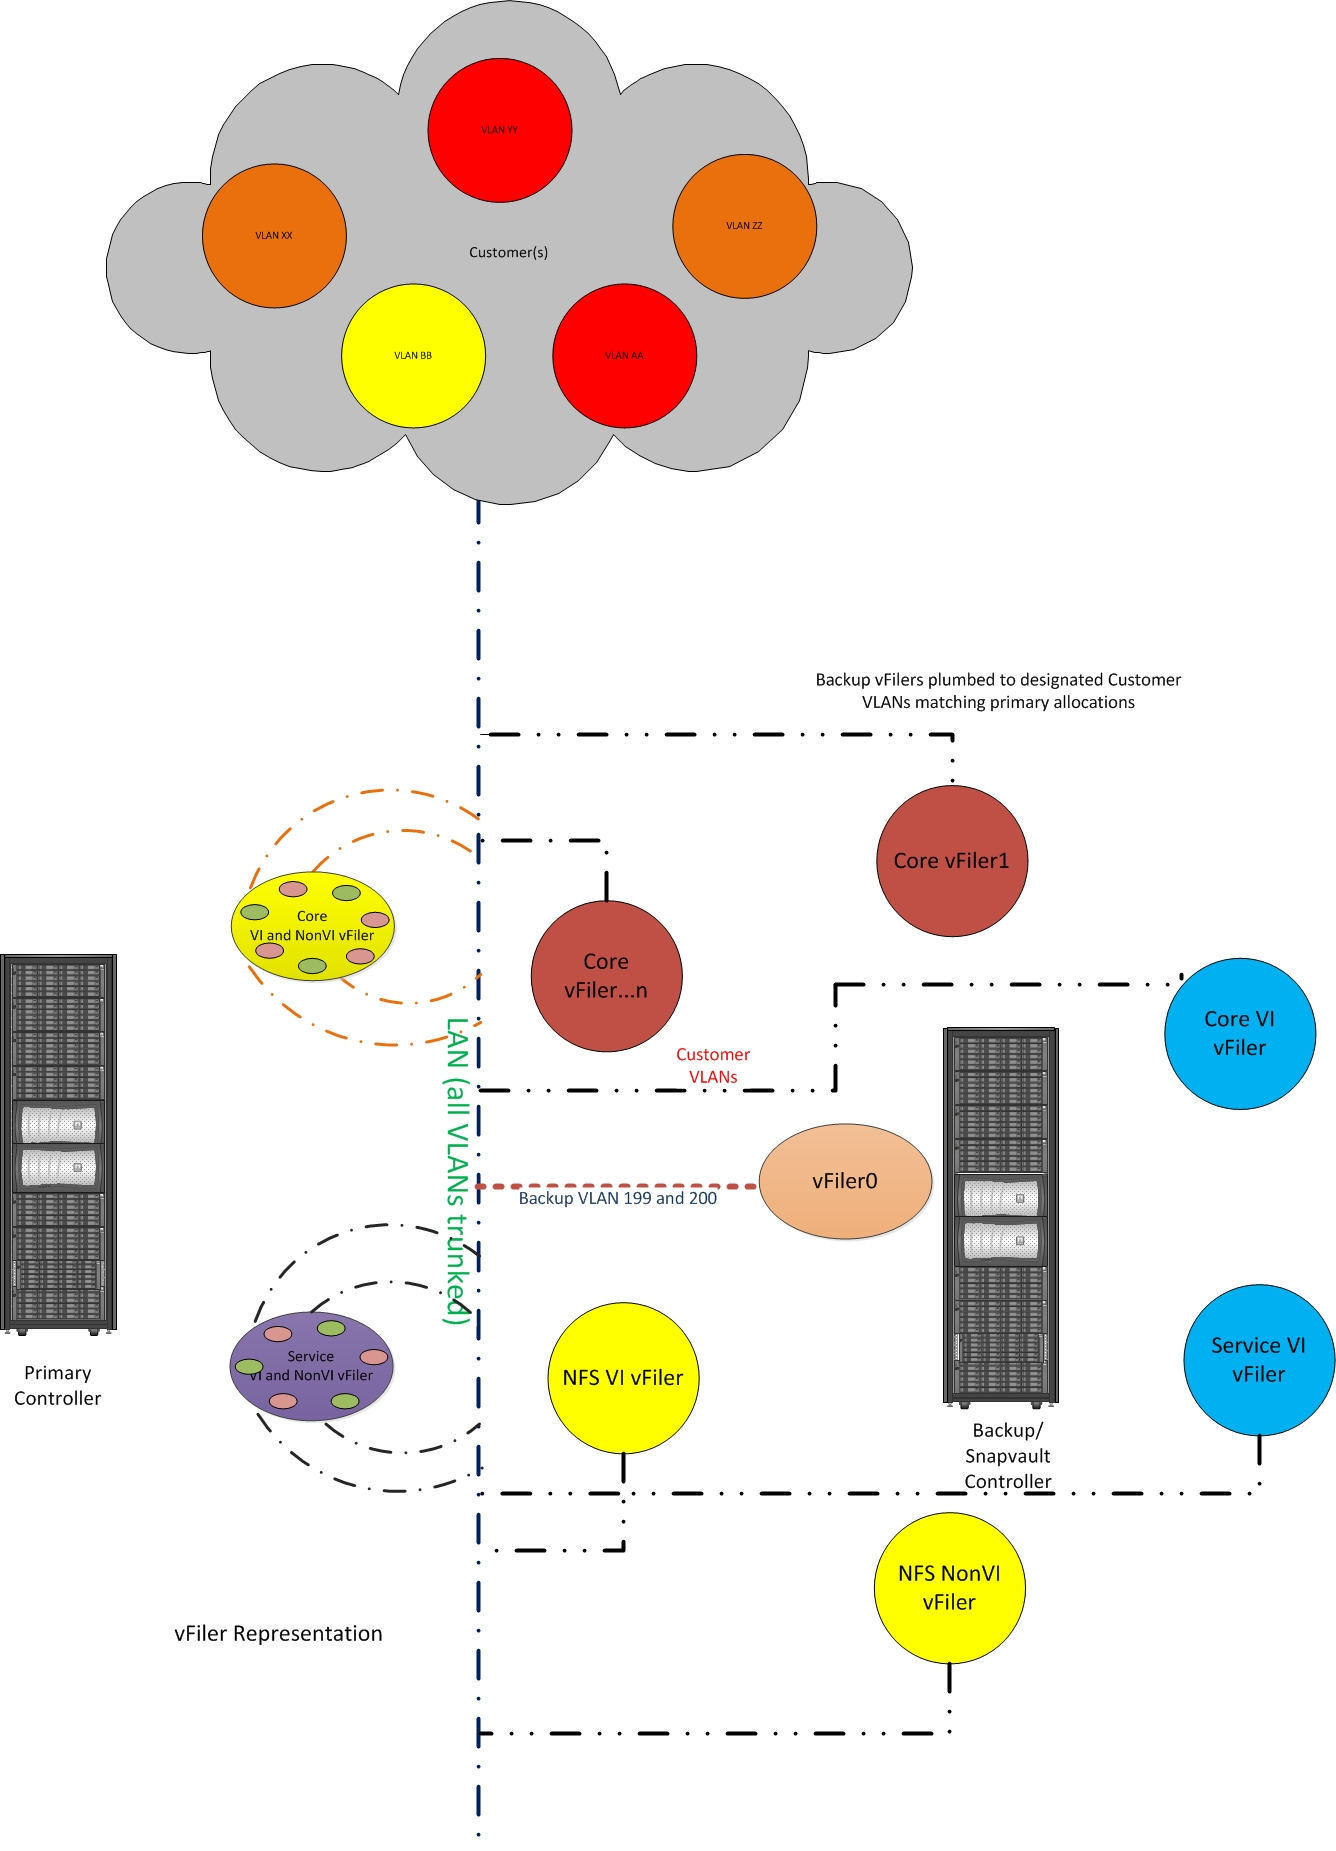 VLAN YY
VLAN XX
VLAN ZZ
Customer(s)
VLAN BB
VLAN AA
Backup vFilers plumbed to designated Customer
VLANs matching primary allocations
Core vFiler1
Core
VI and NonVI vFiler
Core
vFiler...n
Core VI
vFiler
LAN (all VLANs trunked)
Customer
VLANs
vFiler0
Backup VLAN 199 and 200
Service
VI and NonVI vFiler
NFS VI vFiler
Service VI
vFiler
Primary
Controller
Backup/
Snapvault
Controller
NFS NonVI
vFiler
vFiler Representation